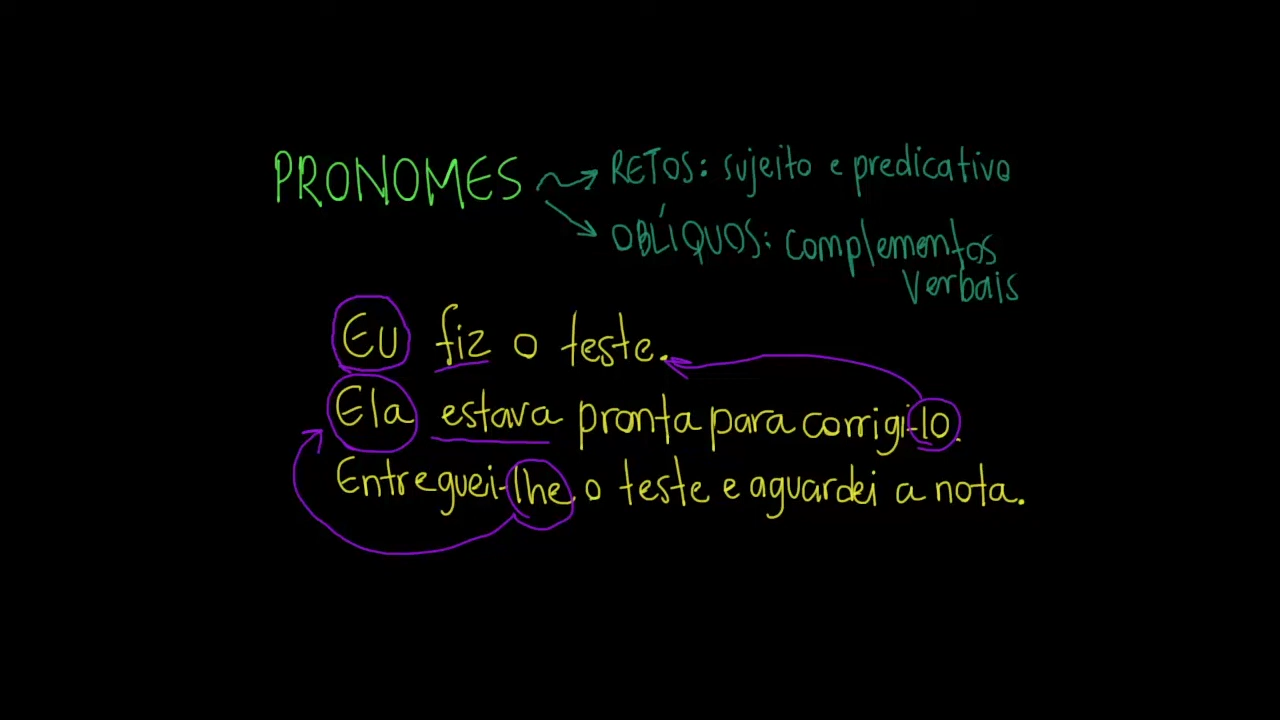 PRONOMES
RETOS: sujeito e predicativo
OBLÍQUOS: complementos
verbais
Eu fiz o teste.
Ela estava pronta para corrigi-lo.
Entreguei-lhe o teste e aguardei a nota.